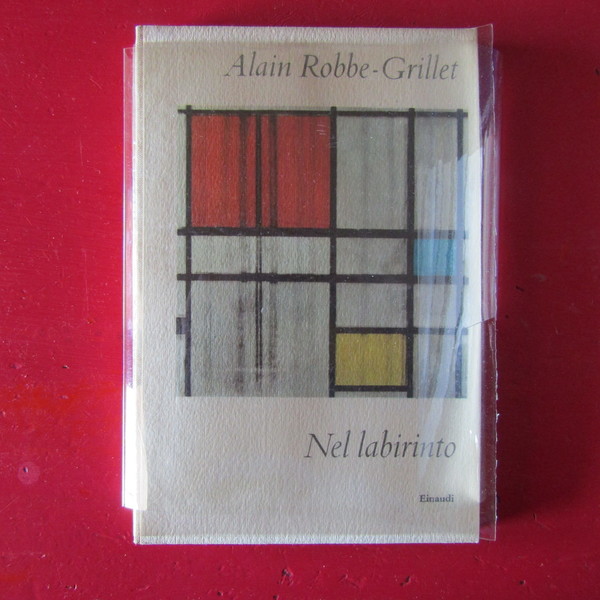 Alain Robbe-Grillet
Nel labirinto
Einaudi